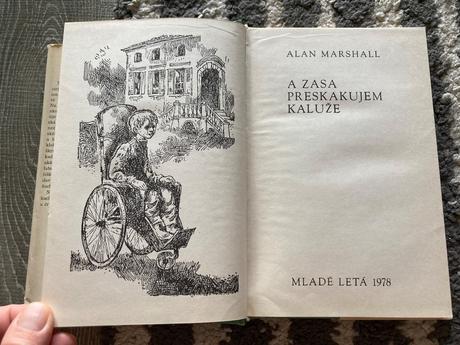 ALAN MARSHALL
A ZASA
PRESKAKUJEM
KALUŽE
MLADÉ LETÁ 1978